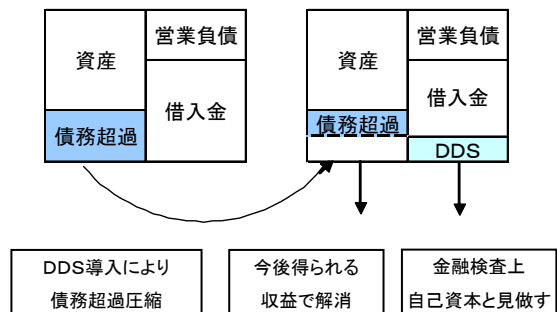 資産
営業負債
借入金
債務超過
資産
営業負債
借入金
債務超過
DDS
DDS導入により
債務超過圧縮
今後得られる
収益で解消
金融検査上
自己資本と見做す